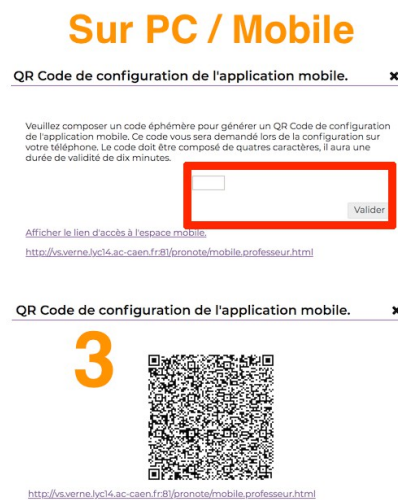 Sur PC / Mobile
QR Code de configuration de l'application mobile. ×
Veuillez composer un code éphémère pour générer un QR Code de configuration
de l'application mobile. Ce code vous sera demandé lors de la configuration sur
votre téléphone. Le code doit être composé de quatres caractères, il aura une
durée de validité de dix minutes.
Valider
Afficher le lien d'accès à l'espace mobile.
http://vs.verne.lyc14.ac-caen.fr:81/pronote/mobile.professeur.html
QR Code de configuration de l'application mobile. ×
3
http://vs.verne.lyc14.ac-caen.fr:81/pronote/mobile.professeur.html